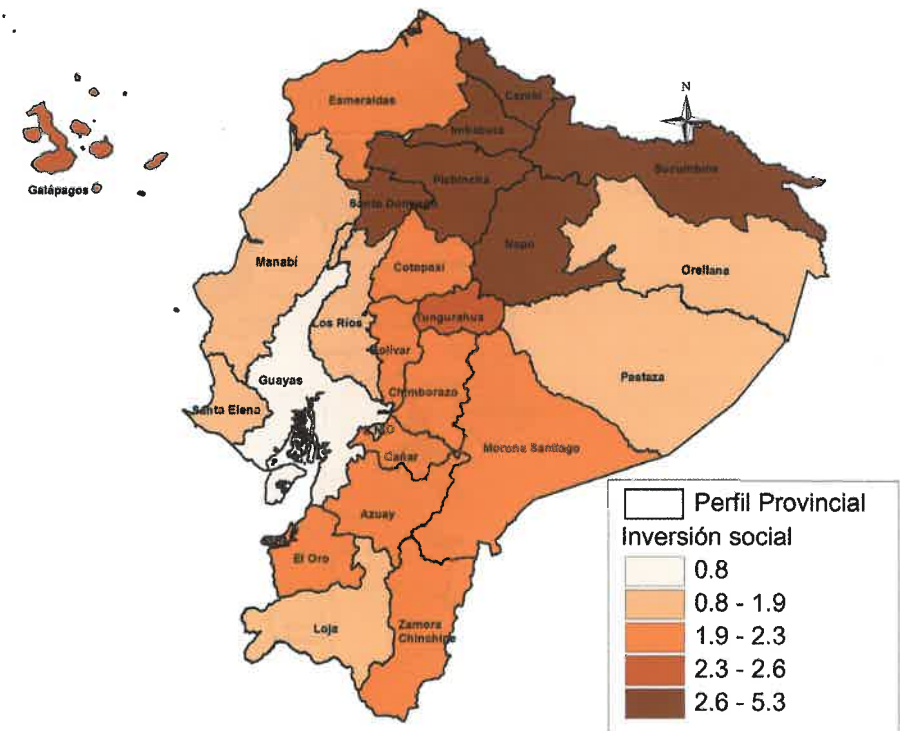 Esmeraldas
Carchi
N
Imbabura
Pichincha
Sucumbios
Santo Domingo
Galápagos
Napo
Manabí
Cotopaxi
Orellana
Los Ríos
Tungurahua
Bolívar
Guayas
Pastaza
Chimborazo
Santa Elena
Morona Santiago
Cañar
Azuay
El Oro
Loja
Zamora
Chinchipe
Perfil Provincial
Inversión social
0.8
0.8 - 1.9
1.9 - 2.3
2.3 - 2.6
2.6 - 5.3